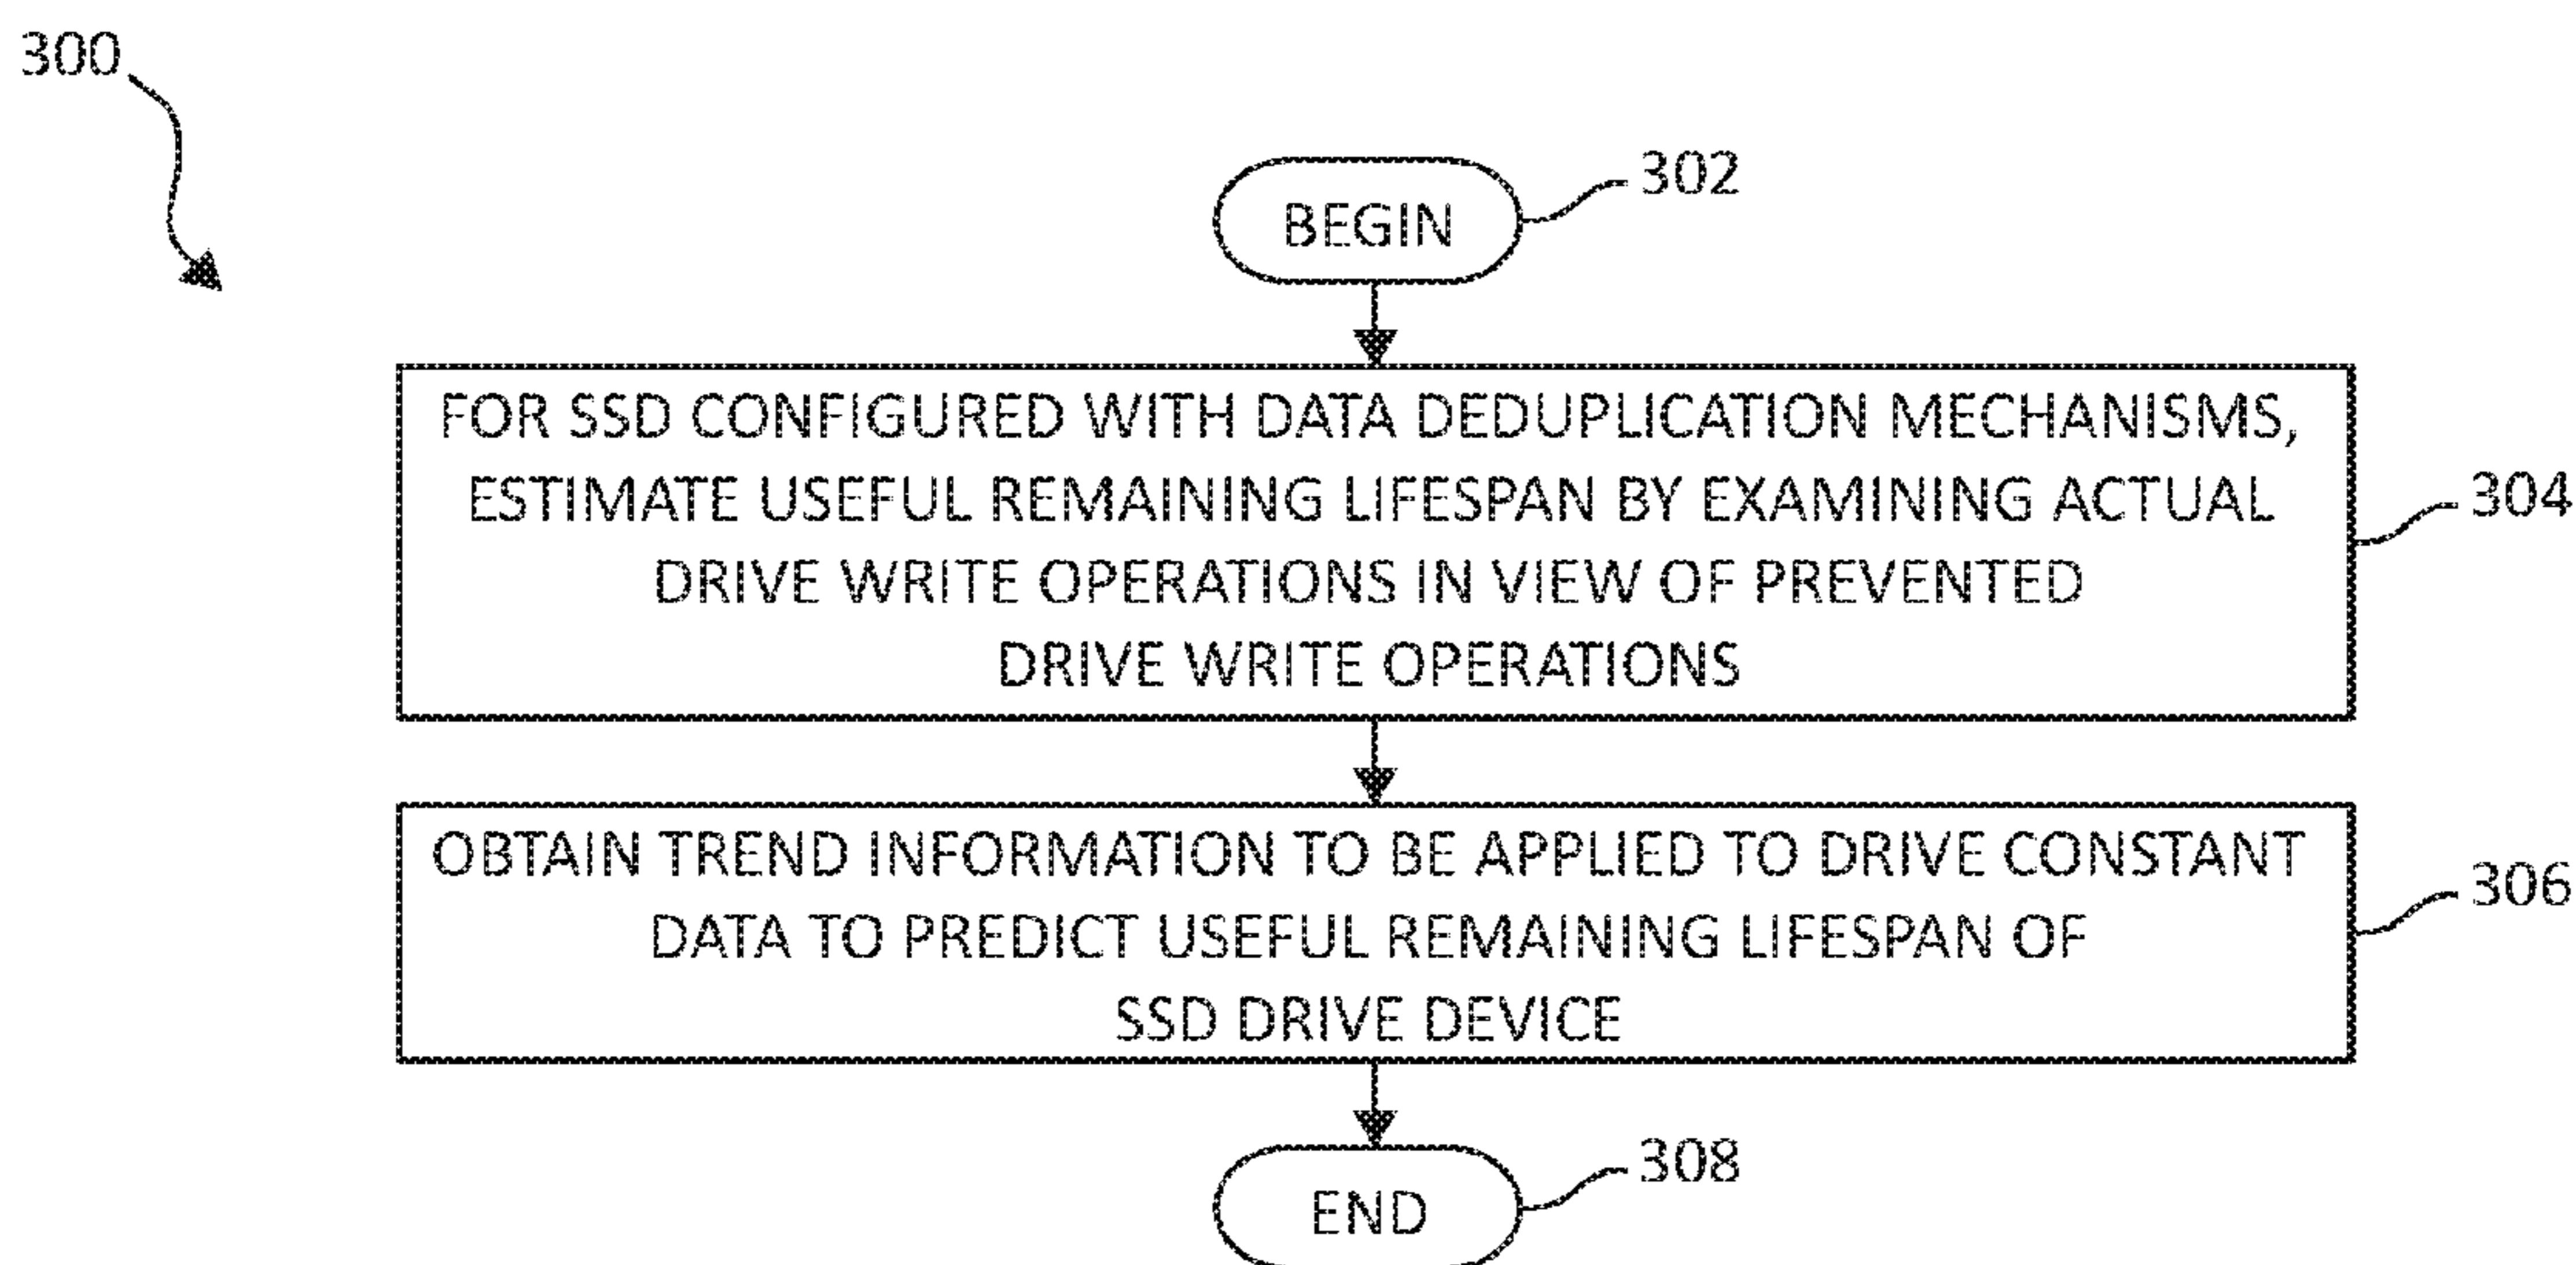 300
302
BEGIN
FOR SSD CONFIGURED WITH DATA DEDUPLICATION MECHANISMS,
ESTIMATE USEFUL REMAINING LIFESPAN BY EXAMINING ACTUAL
304
DRIVE WRITE OPERATIONS IN VIEW OF PREVENTED
DRIVE WRITE OPERATIONS
OBTAIN TREND INFORMATION TO BE APPLIED TO DRIVE CONSTANT
306
DATA TO PREDICT USEFUL REMAINING LIFESPAN OF
SSD DRIVE DEVICE
308
END